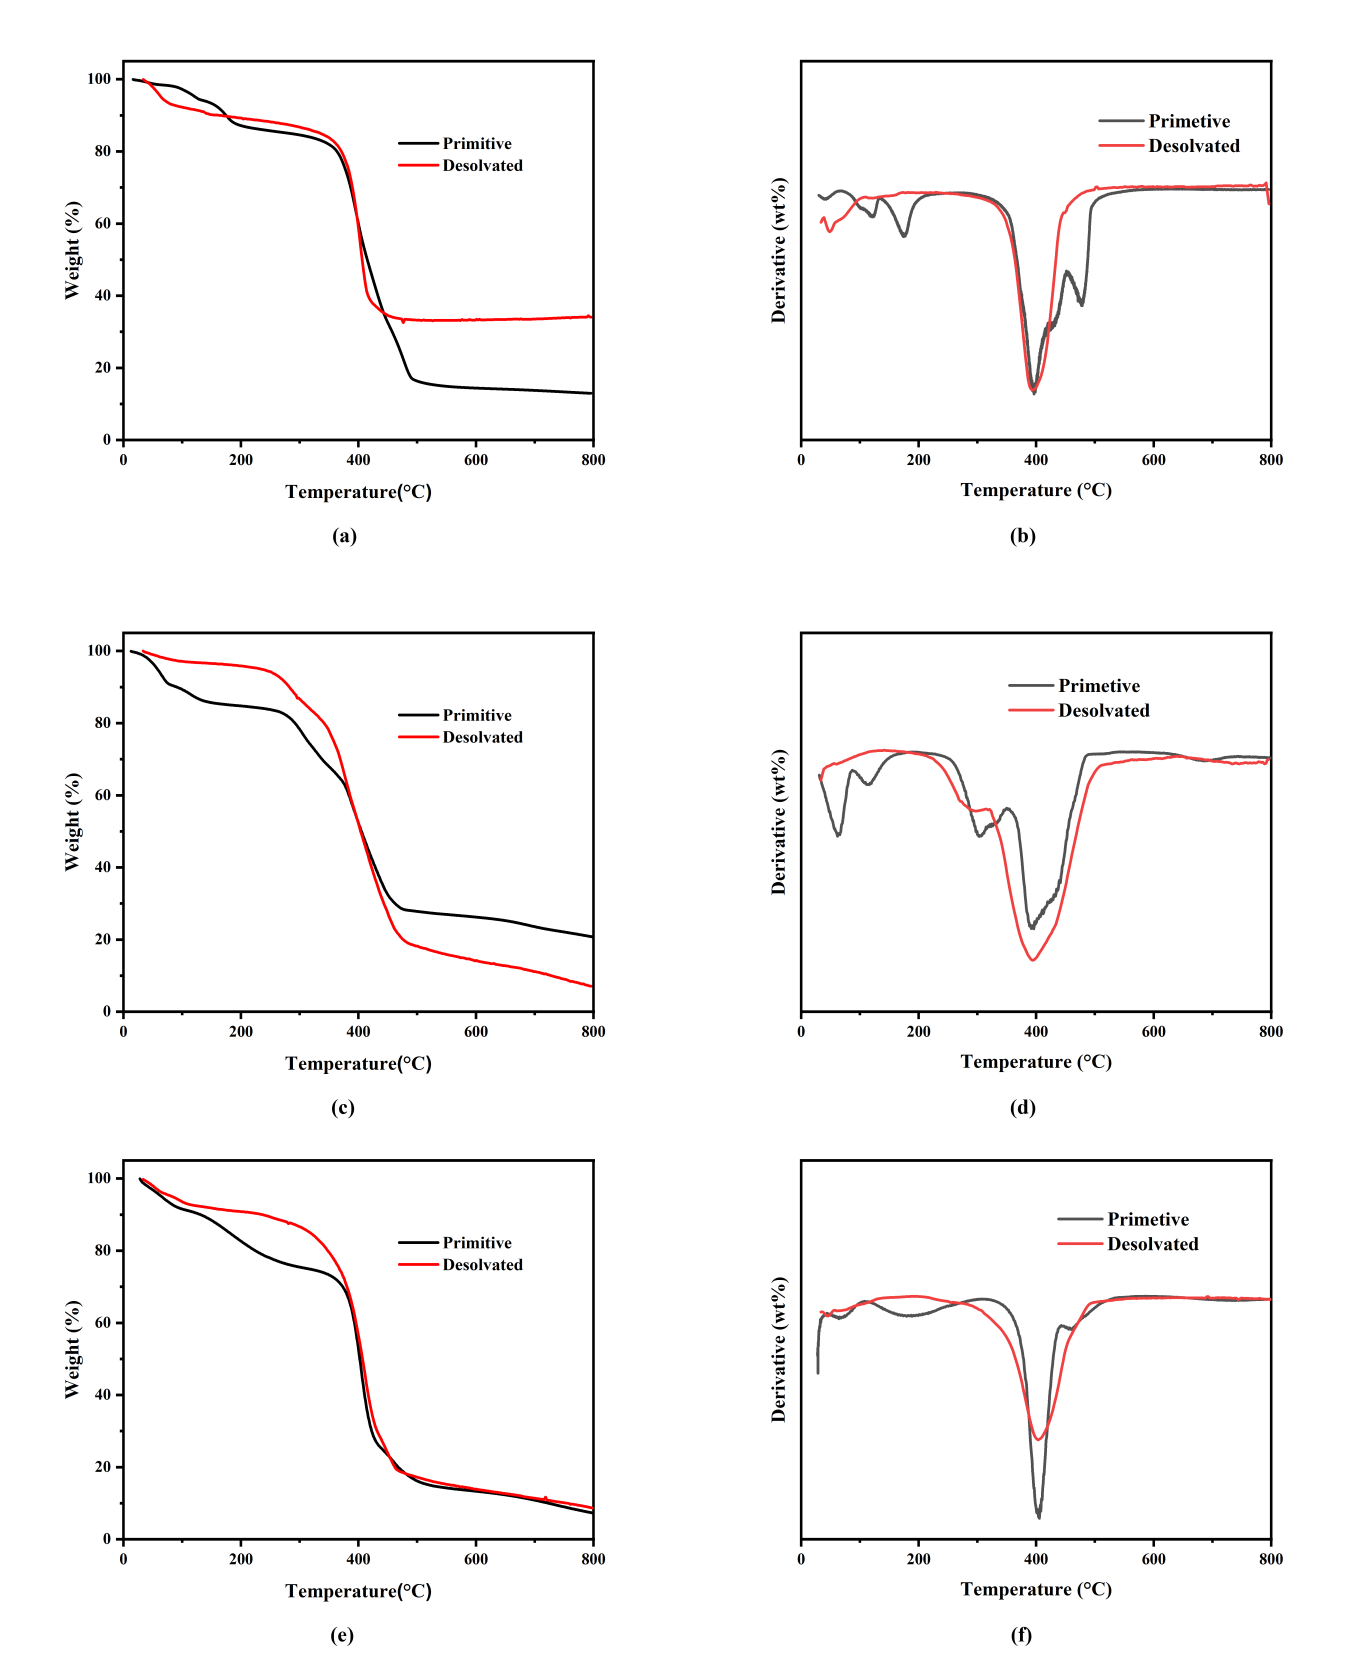 100
80
60
40
20
0
Weight (%)
Primitive
Desolvated
0 200 400 600 800
Temperature(°C)
(a)
Derivative (wt%)
Primetive
Desolvated
0 200 400 600 800
Temperature (°C)
(b)
100
80
60
40
20
0
Weight (%)
Primitive
Desolvated
0 200 400 600 800
Temperature(°C)
(c)
Derivative (wt%)
Primetive
Desolvated
0 200 400 600 800
Temperature (°C)
(d)
100
80
60
40
20
0
Weight (%)
Primitive
Desolvated
0 200 400 600 800
Temperature(°C)
(e)
Derivative (wt%)
Primetive
Desolvated
0 200 400 600 800
Temperature (°C)
(f)